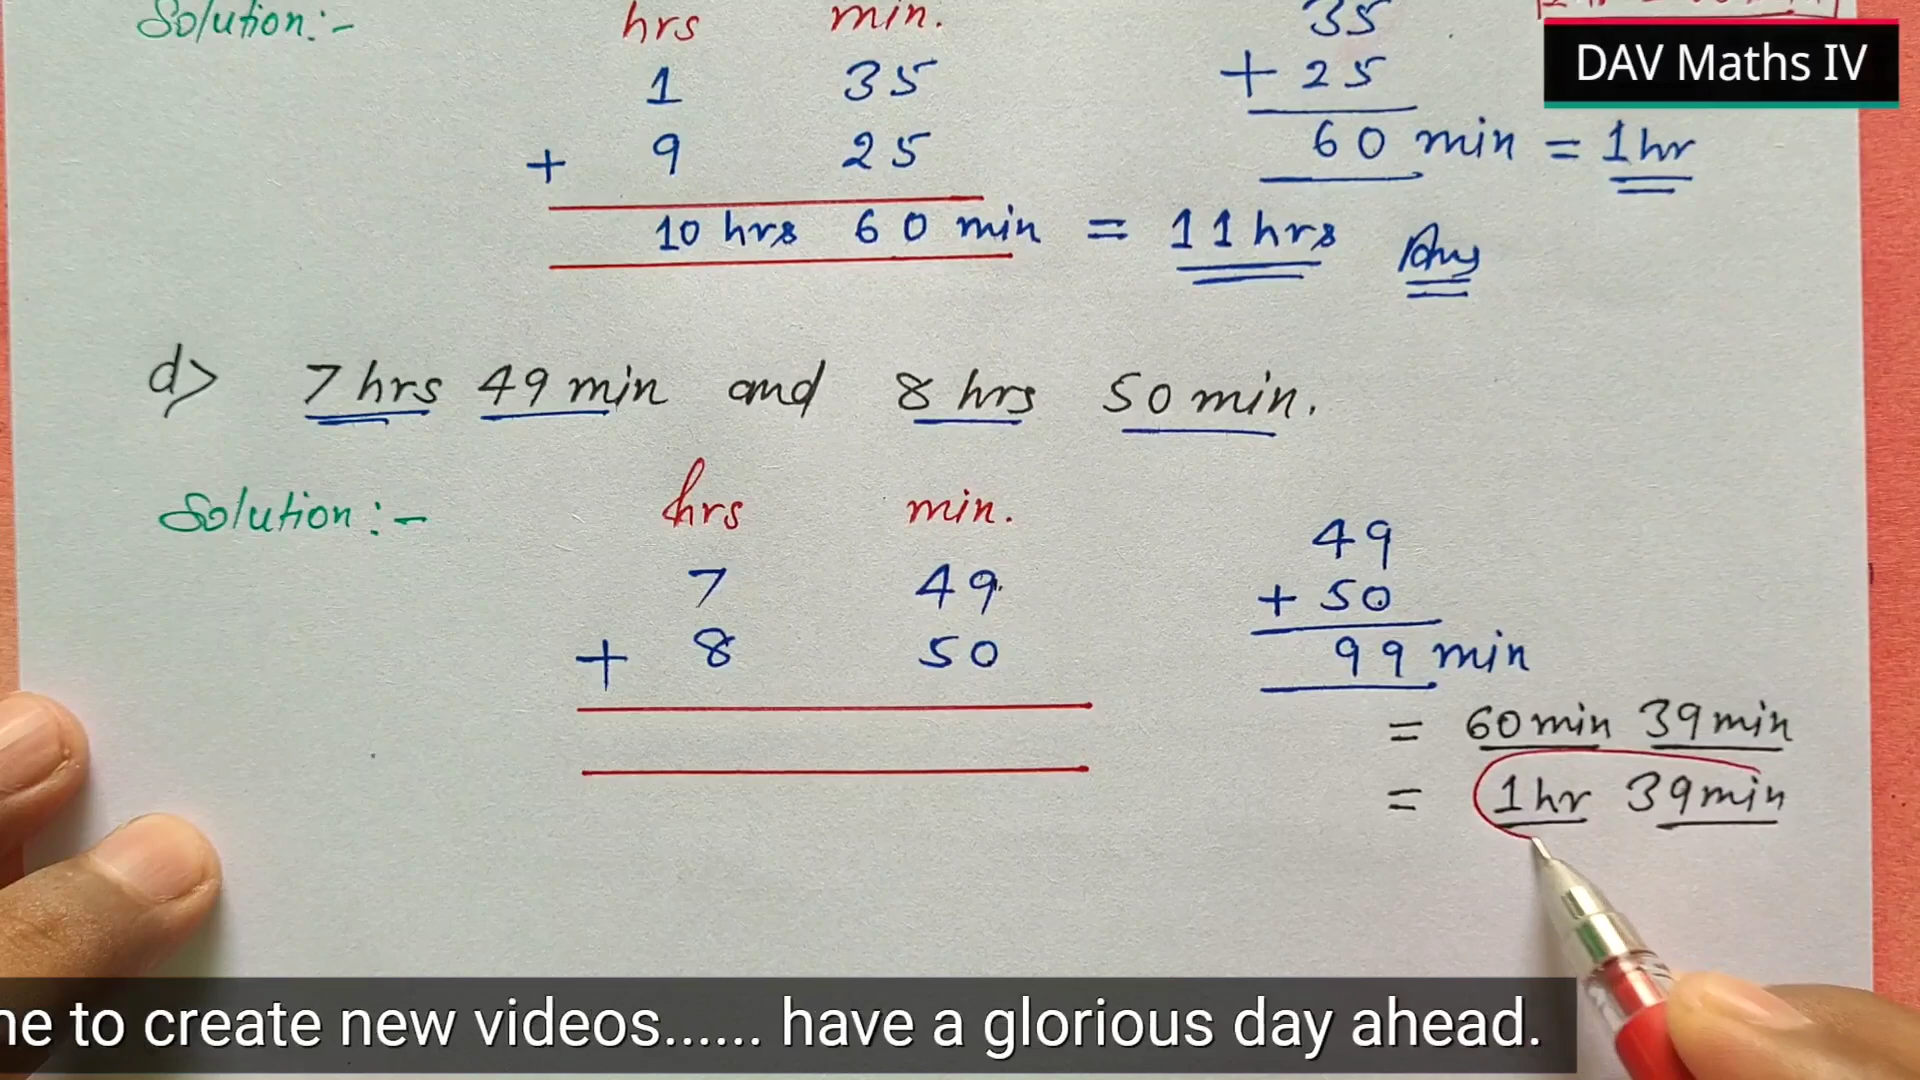 Solution:-
hrs min.
1 35
+ 9 25
10 hrs 60 min = 11 hrs Ans
35
+ 25
60 min = 1 hr
DAV Maths IV
d> 7 hrs 49 min and 8 hrs 50 min.
Solution:-
hrs min.
7 49
+ 8 50
49
+ 50
99 min
= 60 min 39 min
= 1 hr 39 min
to create new videos...... have a glorious day ahead.